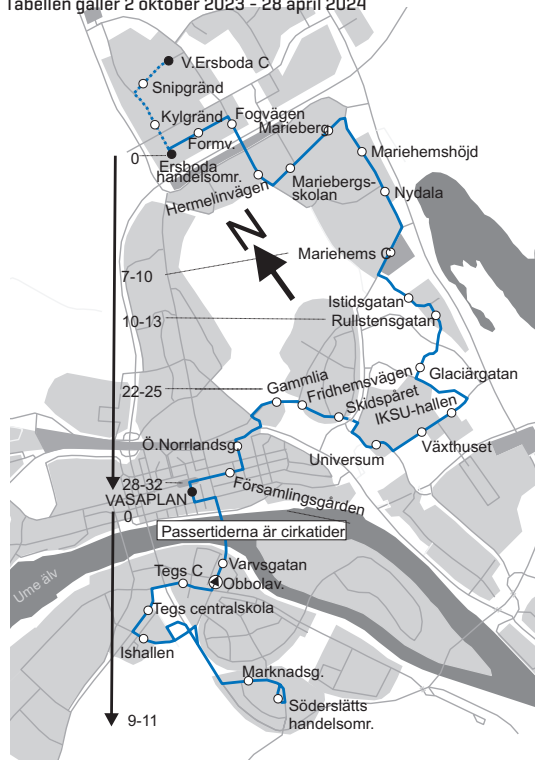 Tabellen gäller 2 oktober 2023 - 28 april 2024
V.Ersboda C
Snipgränd
Kylgränd
Fogvägen
Formv.
Marieberg
0
Ersboda
handelsomr.
Mariehemshöjd
Hermelinvägen
Mariebergs-
skolan
Nydala
N
Mariehems C
7-10
Istidsgatan
10-13
Rullstensgatan
Glaciärgatan
22-25
Gammlia
Fridhemsvägen
Skidspåret
IKSU-hallen
Växthuset
Universum
Ö.Norrlandsg.
28-32
VASAPLAN
Församlingsgården
0
Passertiderna är cirkatider
Ume älv
Varvsgatan
Tegs C
Obbolav.
Tegs centralskola
Ishallen
Marknadsg.
Söderslätts
handelsomr.
9-11